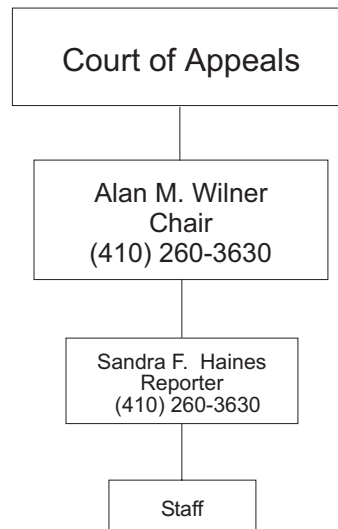 Court of Appeals
Alan M. Wilner
Chair
(410) 260-3630
Sandra F. Haines
Reporter
(410) 260-3630
Staff